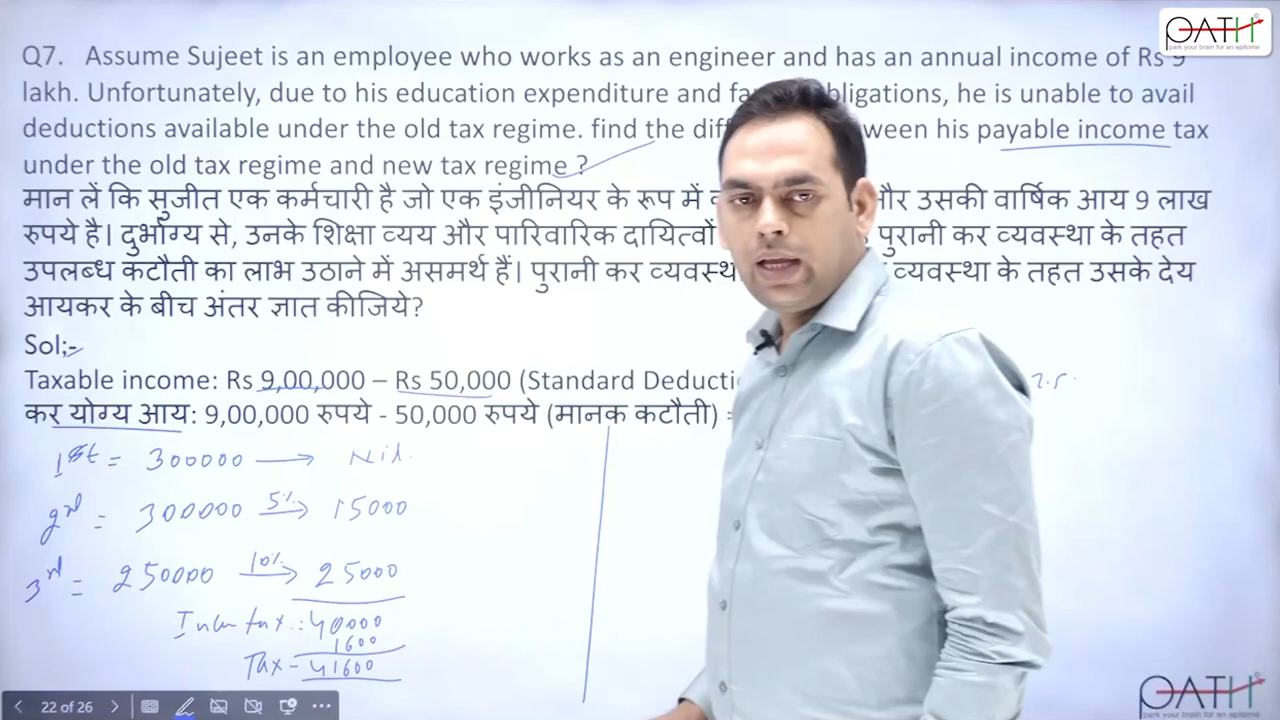 PATH
park your brain for an epitome
Q7. Assume Sujeet is an employee who works as an engineer and has an annual income of Rs 9
lakh. Unfortunately, due to his education expenditure and fa bligations, he is unable to avail
deductions available under the old tax regime. find the diff ween his payable income tax
under the old tax regime and new tax regime ?
मान लें कि सुजीत एक कर्मचारी है जो एक इंजीनियर के रूप में और उसकी वार्षिक आय 9 लाख
रुपये है। दुर्भाग्य से, उनके शिक्षा व्यय और पारिवारिक दायित्वों पुरानी कर व्यवस्था के तहत
उपलब्ध कटौती का लाभ उठाने में असमर्थ हैं। पुरानी कर व्यवस्थ व्यवस्था के तहत उसके देय
आयकर के बीच अंतर ज्ञात कीजिये?
Sol;-
Taxable income: Rs 9,00,000 – Rs 50,000 (Standard Deducti
कर योग्य आय: 9,00,000 रुपये - 50,000 रुपये (मानक कटौती) =
1st = 300000 → Nil.
2nd = 300000 5% → 15000
3rd = 250000 10% → 25000
tax : 40000
1600
Tax - 41600
22 of 26
PATH
park your brain for an epitome